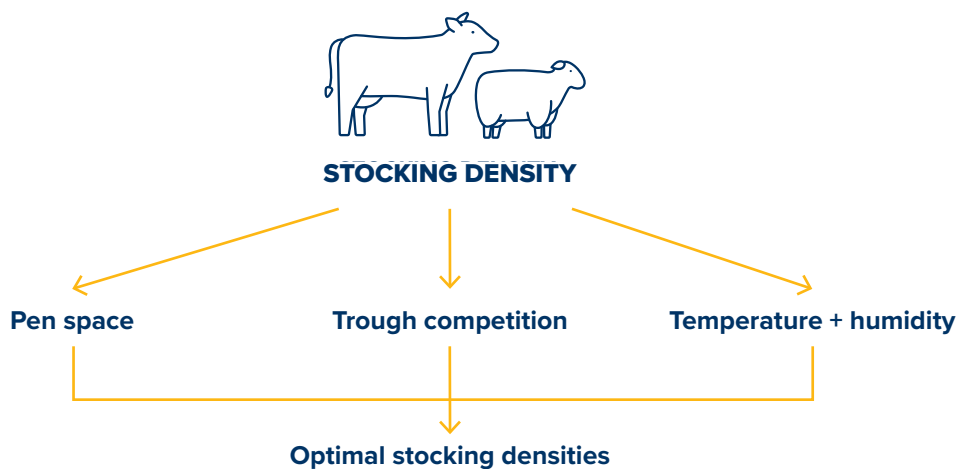 STOCKING DENSITY
Pen space
Trough competition
Temperature + humidity
Optimal stocking densities